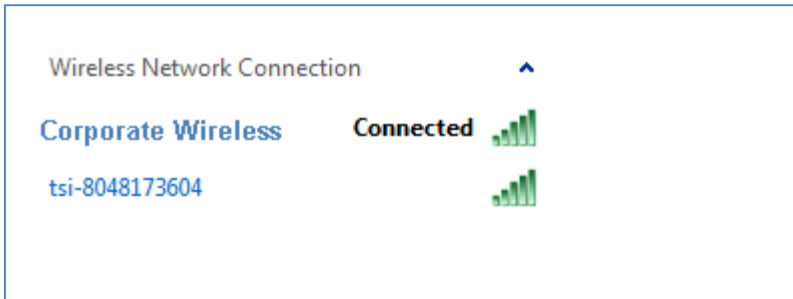 Wireless Network Connection
Corporate Wireless Connected
tsi-8048173604